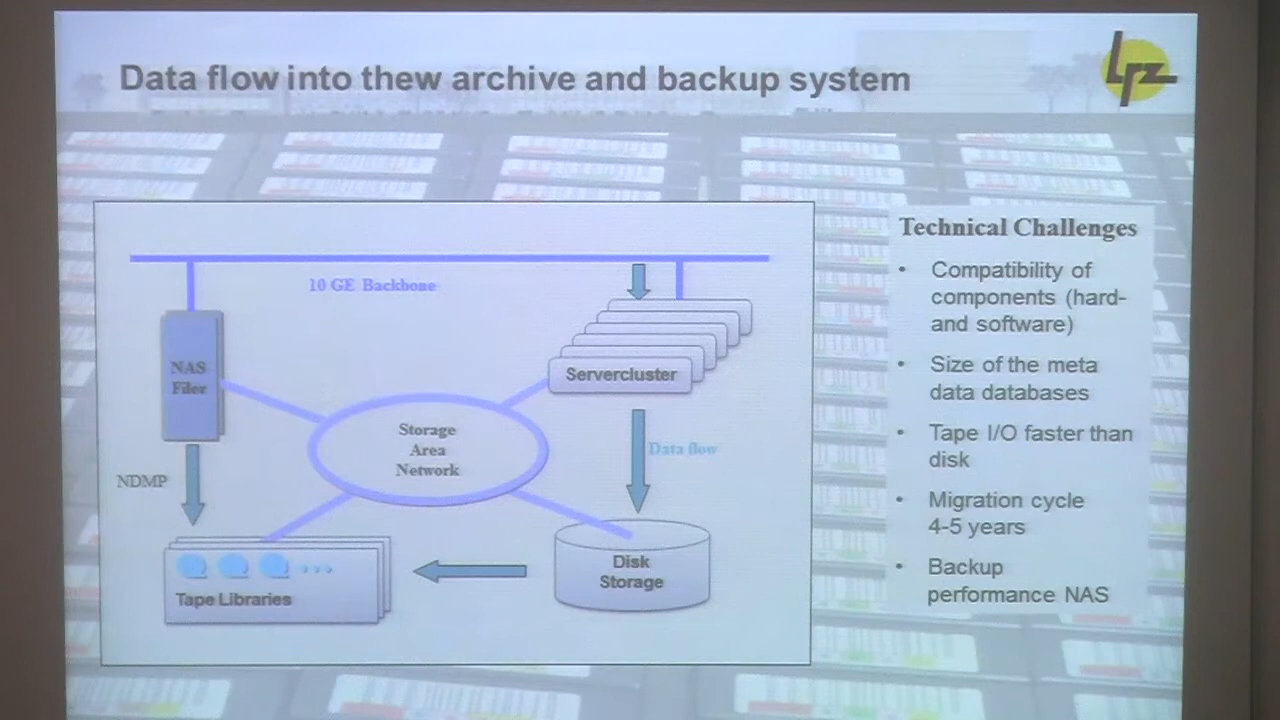 Data flow into thew archive and backup system
lrz
10 GE Backbone
NAS
Filer
Servercluster
Storage
Area
Network
Data flow
NDMP
Disk
Storage
Tape Libraries
Technical Challenges
• Compatibility of
components (hard-
and software)
• Size of the meta
data databases
• Tape I/O faster than
disk
• Migration cycle
4-5 years
• Backup
performance NAS